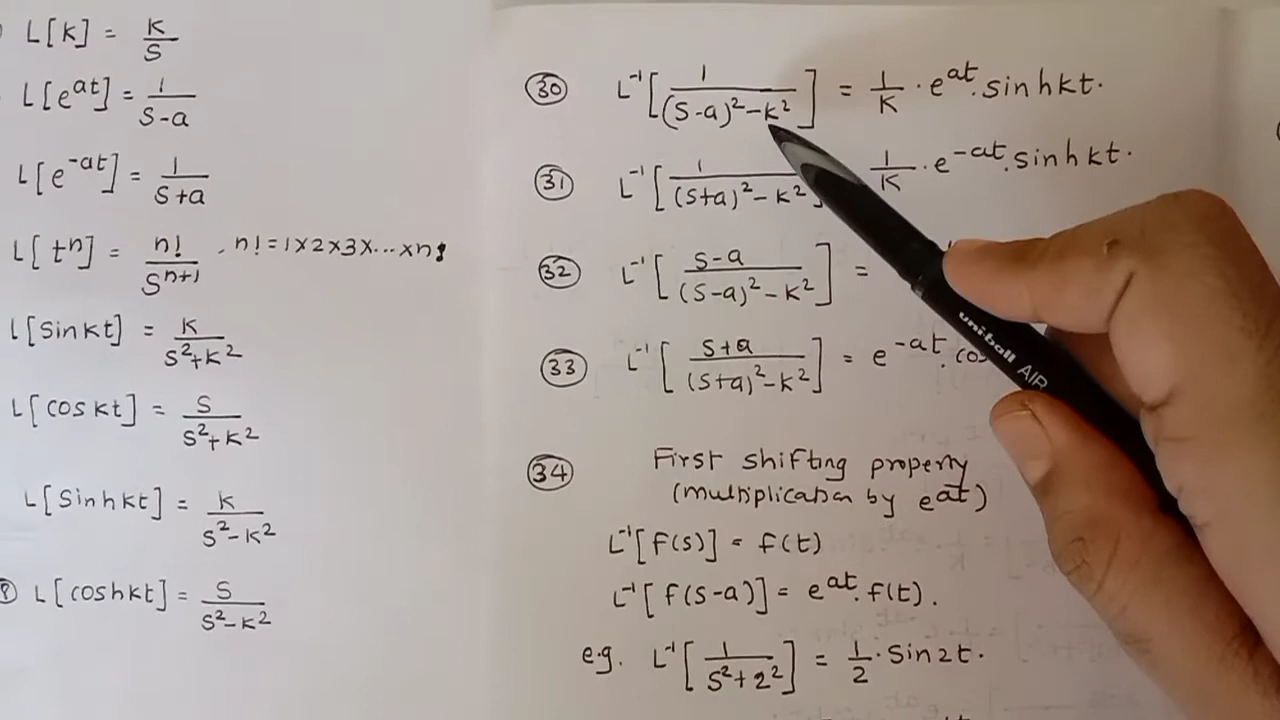 L[k] = K/S
L[e^at] = 1/(S-a)
L[e^-at] = 1/(S+a)
L[t^n] = n!/S^(n+1) , n! = 1×2×3×...×n;
L[Sinkt] = K/(S²+K²)
L[coskt] = S/(S²+K²)
L[Sinhkt] = K/(S²-K²)
L[coshkt] = S/(S²-K²)
(30) L⁻¹[1/((S-a)²-K²)] = 1/K · e^at. sinhkt.
(31) L⁻¹[1/((S+a)²-K²)] 1/K · e^-at. sinhkt.
(32) L⁻¹[(S-a)/((S-a)²-K²)] =
(33) L⁻¹[(S+a)/((S+a)²-K²)] = e^-at. cos
(34) First shifting property
(multiplication by e^at)
L⁻¹[f(s)] = f(t)
L⁻¹[f(s-a)] = e^at. f(t).
e.g. L⁻¹[1/(S²+2²)] = 1/2 · Sin2t.
uni-ball AIR